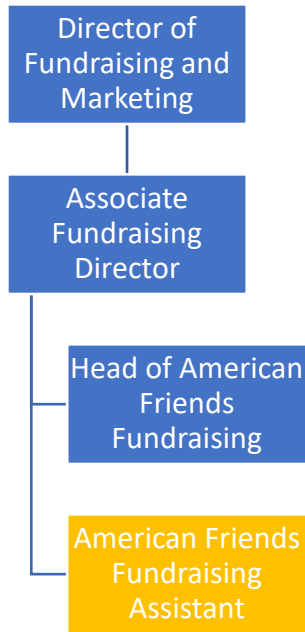 Director of
Fundraising and
Marketing
Associate
Fundraising
Director
Head of American
Friends
Fundraising
American Friends
Fundraising
Assistant